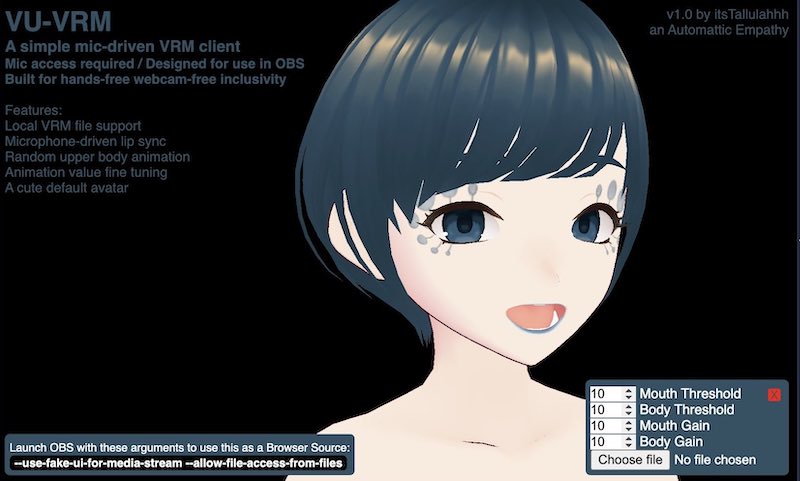 VU-VRM
A simple mic-driven VRM client
Mic access required / Designed for use in OBS
Built for hands-free webcam-free inclusivity
Features:
Local VRM file support
Microphone-driven lip sync
Random upper body animation
Animation value fine tuning
A cute default avatar
v1.0 by itsTallulahhh
an Automattic Empathy
Launch OBS with these arguments to use this as a Browser Source:
--use-fake-ui-for-media-stream --allow-file-access-from-files
10 Mouth Threshold X
10 Body Threshold
10 Mouth Gain
10 Body Gain
Choose file No file chosen